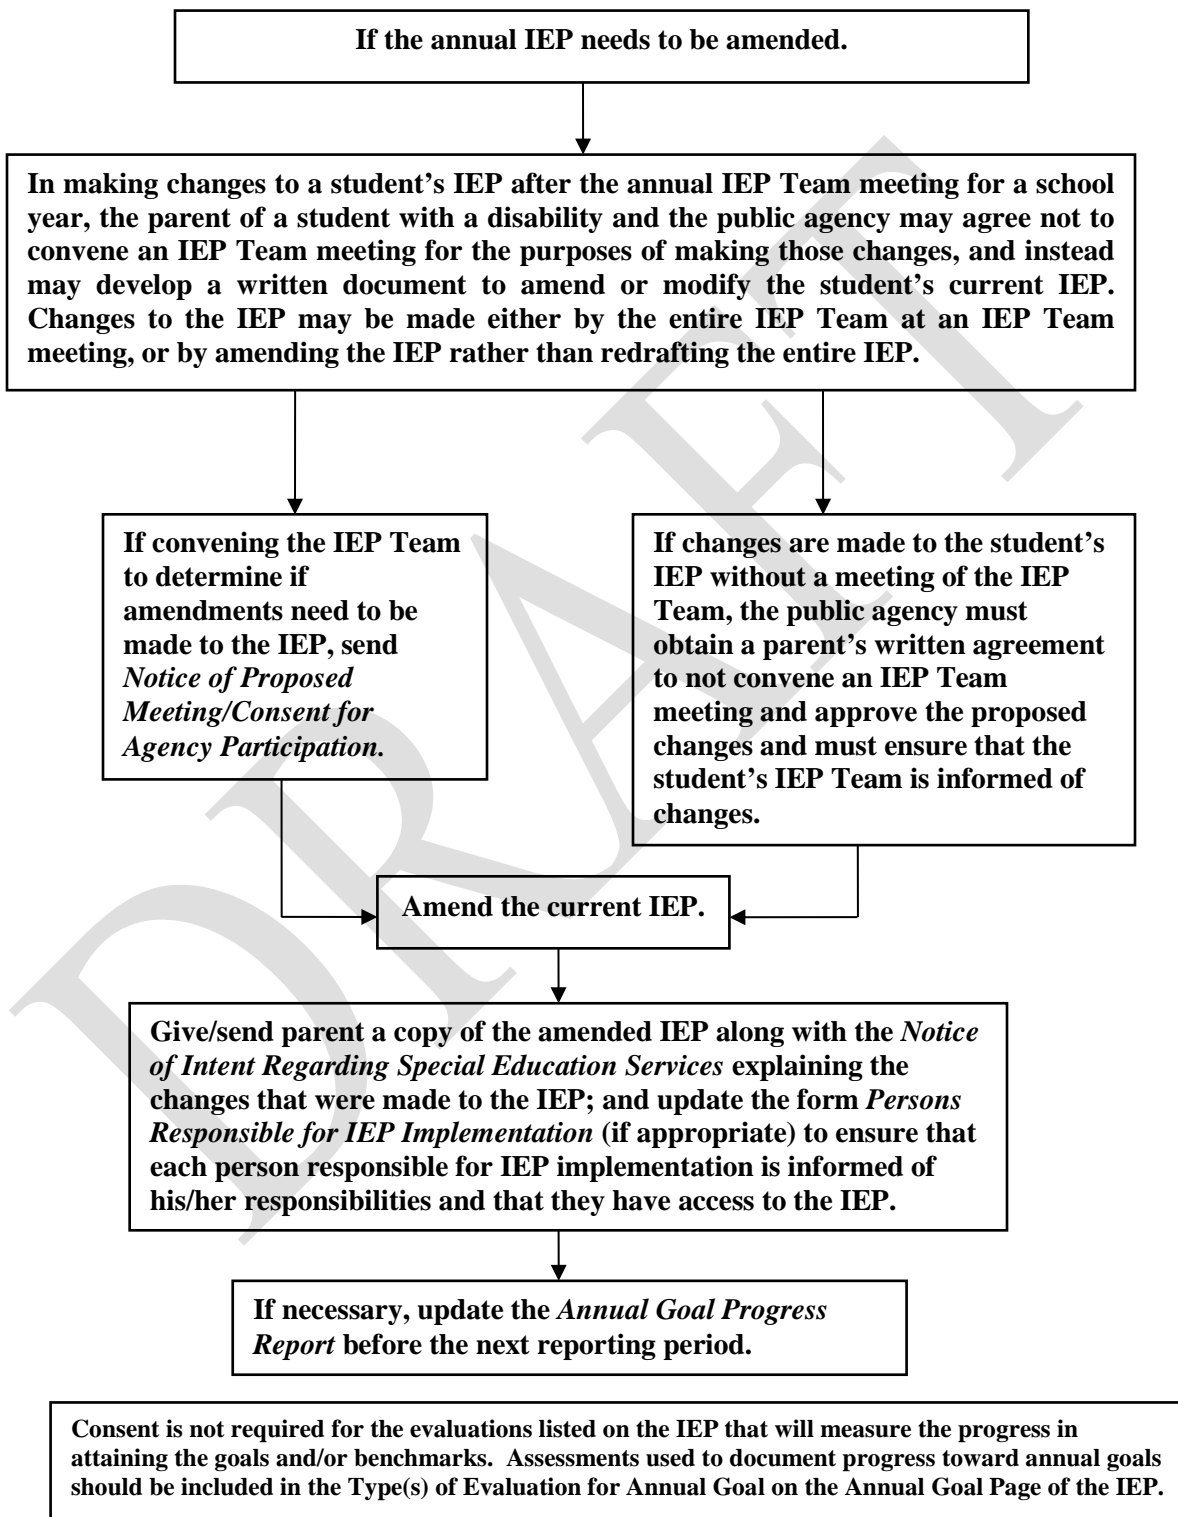 If the annual IEP needs to be amended.
In making changes to a student’s IEP after the annual IEP Team meeting for a school
year, the parent of a student with a disability and the public agency may agree not to
convene an IEP Team meeting for the purposes of making those changes, and instead
may develop a written document to amend or modify the student’s current IEP.
Changes to the IEP may be made either by the entire IEP Team at an IEP Team
meeting, or by amending the IEP rather than redrafting the entire IEP.
If convening the IEP Team
to determine if
amendments need to be
made to the IEP, send
Notice of Proposed
Meeting/Consent for
Agency Participation.
If changes are made to the student’s
IEP without a meeting of the IEP
Team, the public agency must
obtain a parent’s written agreement
to not convene an IEP Team
meeting and approve the proposed
changes and must ensure that the
student’s IEP Team is informed of
changes.
Amend the current IEP.
Give/send parent a copy of the amended IEP along with the Notice
of Intent Regarding Special Education Services explaining the
changes that were made to the IEP; and update the form Persons
Responsible for IEP Implementation (if appropriate) to ensure that
each person responsible for IEP implementation is informed of
his/her responsibilities and that they have access to the IEP.
If necessary, update the Annual Goal Progress
Report before the next reporting period.
Consent is not required for the evaluations listed on the IEP that will measure the progress in
attaining the goals and/or benchmarks.  Assessments used to document progress toward annual goals
should be included in the Type(s) of Evaluation for Annual Goal on the Annual Goal Page of the IEP.
DRAFT